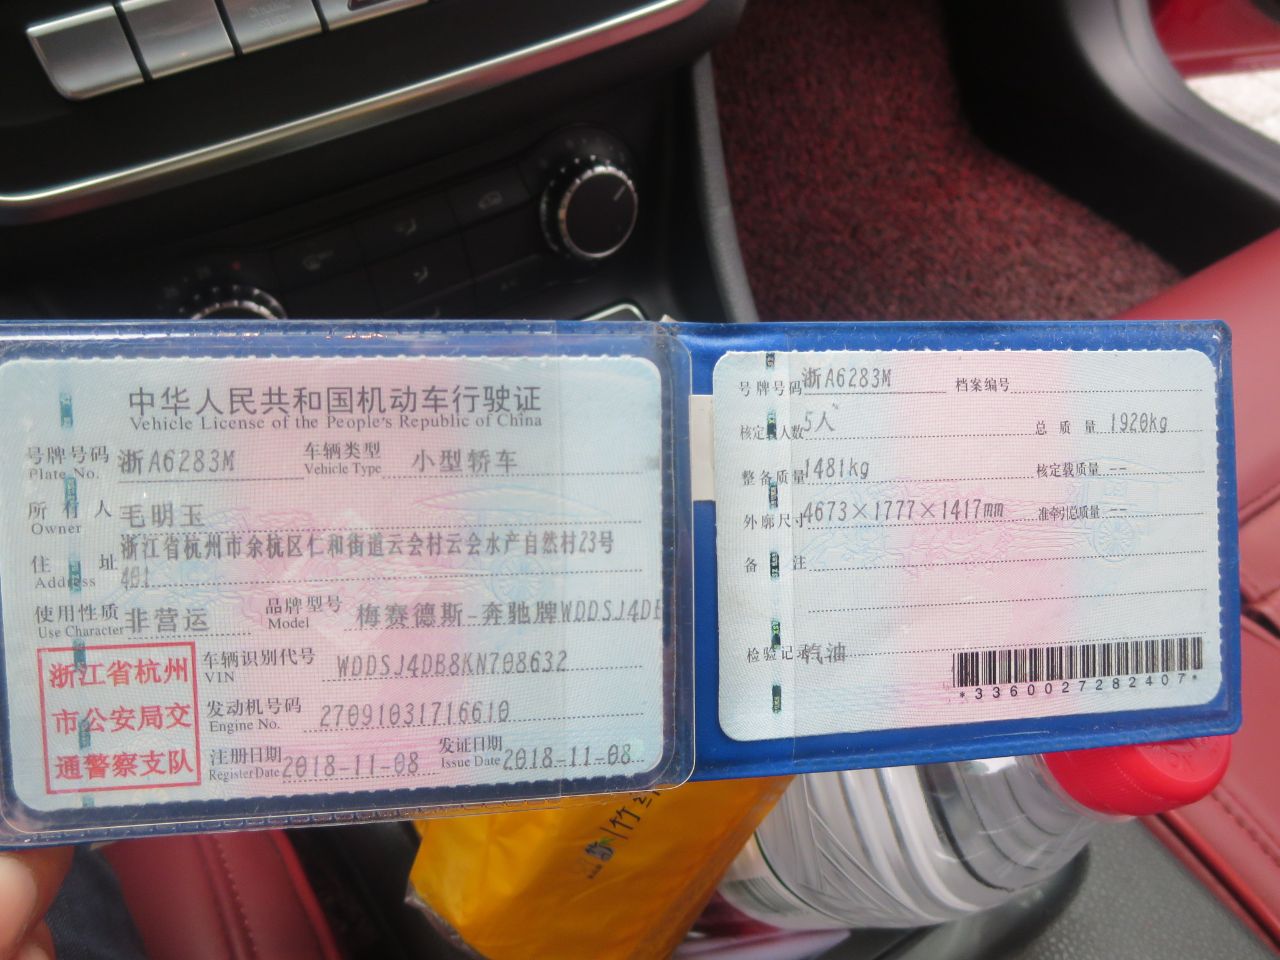 中华人民共和国机动车行驶证
Vehicle License of the People's Republic of China
号牌号码 浙A6283M 车辆类型 小型轿车
Plate No. Vehicle Type
所有人 毛明玉
Owner
住址 浙江省杭州市余杭区仁和街道云会村云会水产自然村23号
Address 401
使用性质 非营运 品牌型号 梅赛德斯-奔驰牌WDDSJ4DB
Use Character Model
浙江省杭州
市公安局交
通警察支队
车辆识别代号 WDDSJ4DB8KN708632
VIN
发动机号码 27091031716610
Engine No.
注册日期 2018-11-08 发证日期 2018-11-08
Register Date Issue Date
号牌号码 浙A6283M 档案编号
核定人数 5人 总质量 1920kg
整备质量 1481kg 核定载质量 --
外廓尺寸 4673×1777×1417mm 准牵引总质量 --
备注
检验记录 汽油
*3360027282407*